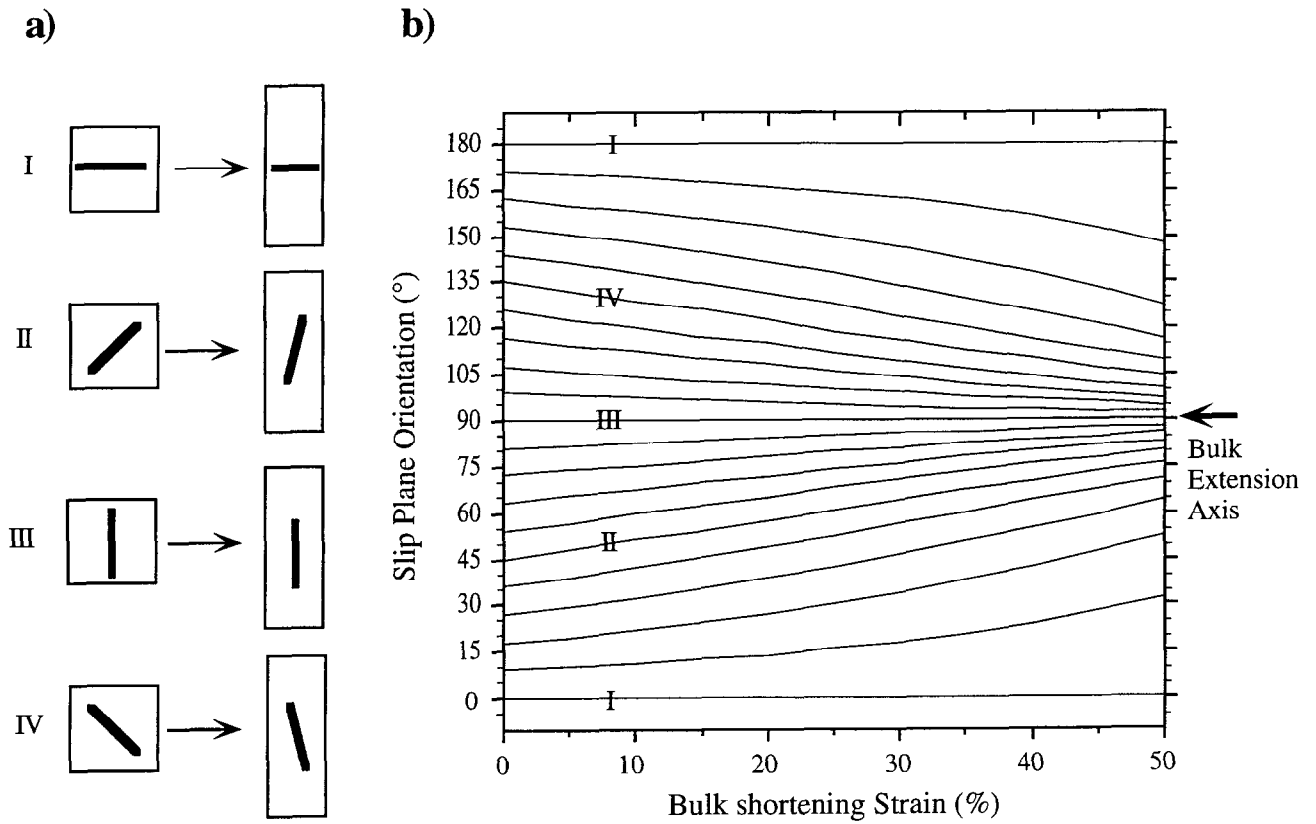 a)
I
II
III
IV
b)
Slip Plane Orientation (°)
180
165
150
135
120
105
90
75
60
45
30
15
0
I
IV
III
II
I
0
10
20
30
40
50
Bulk shortening Strain (%)
Bulk
Extension
Axis